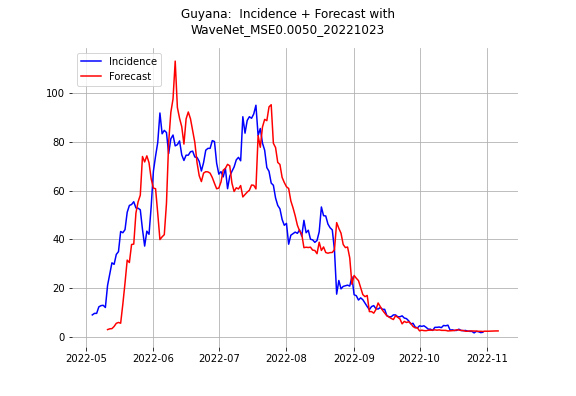 Guyana:  Incidence + Forecast with
WaveNet_MSE0.0050_20221023
Incidence
Forecast
100
80
60
40
20
0
2022-05 2022-06 2022-07 2022-08 2022-09 2022-10 2022-11